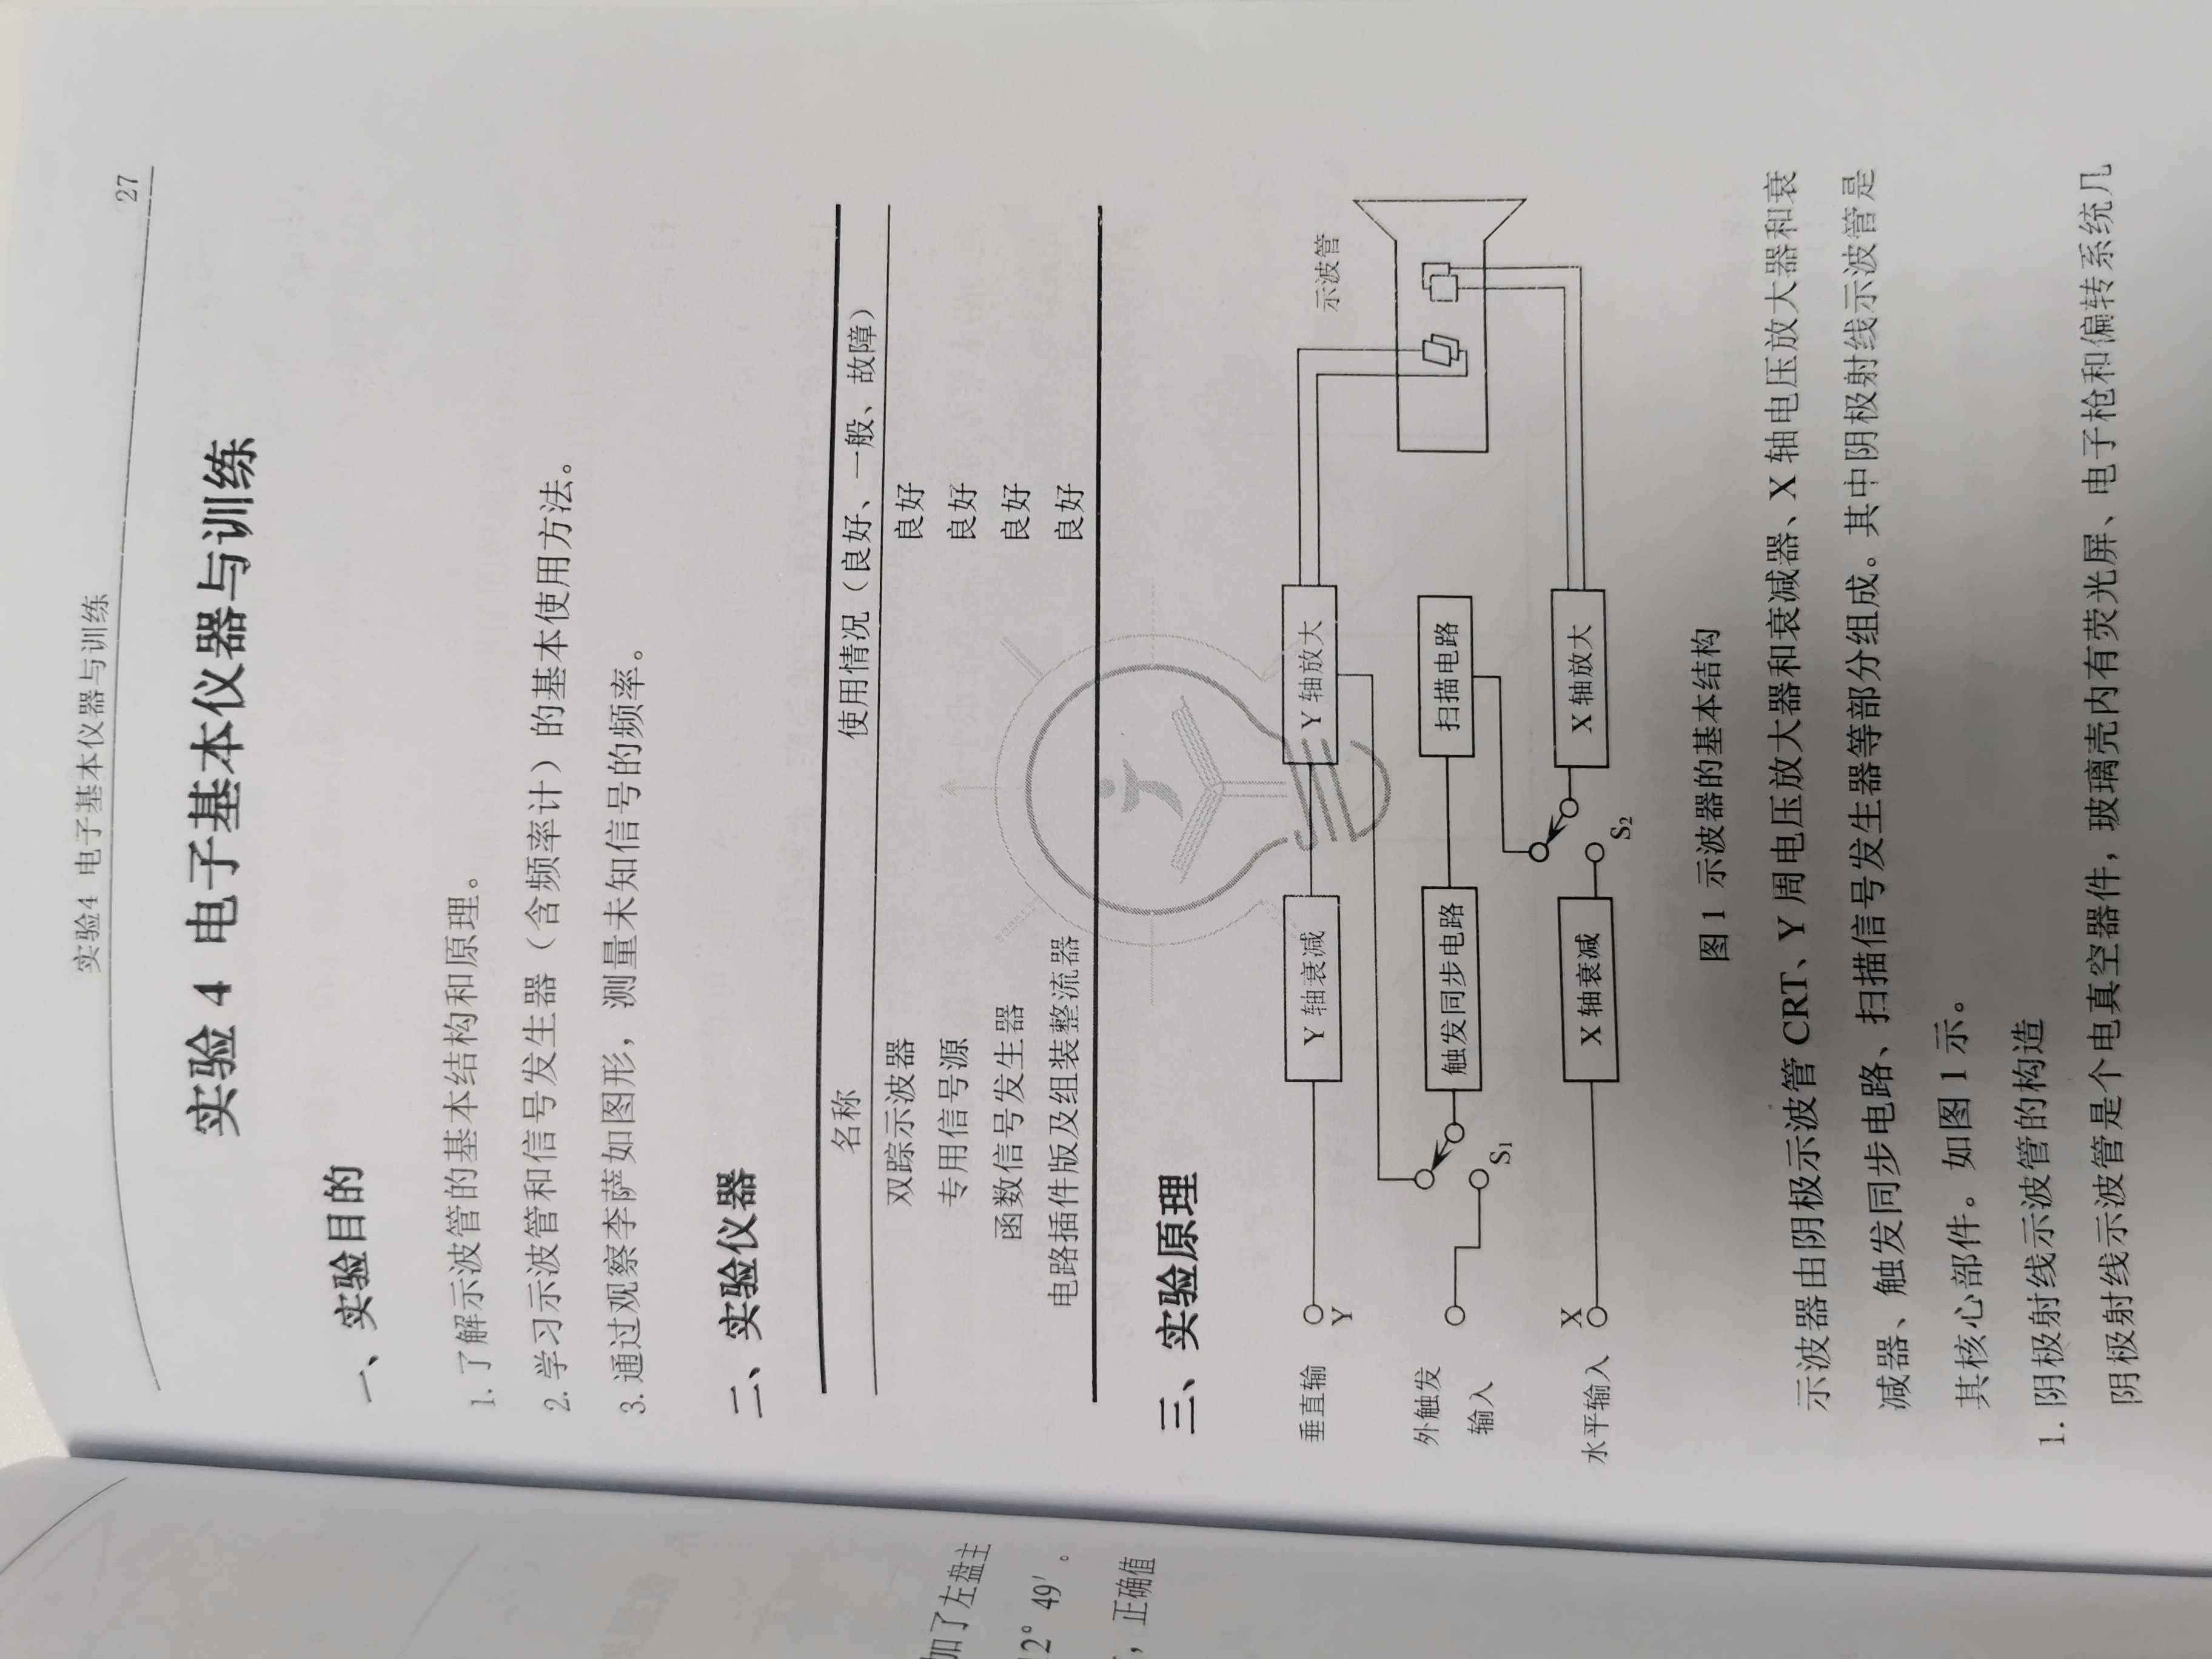 实验4 电子基本仪器与训练
27
实验 4 电子基本仪器与训练
一、实验目的
1.了解示波管的基本结构和原理。
2.学习示波管和信号发生器（含频率计）的基本使用方法。
3.通过观察李萨如图形，测量未知信号的频率。
二、实验仪器
名称 使用情况（良好、一般、故障）
双踪示波器 良好
专用信号源 良好
函数信号发生器 良好
电路插件版及组装整流器 良好
三、实验原理
垂直输 Y Y 轴衰减 Y 轴放大 示波管
外触发
输入
S1
触发同步电路 扫描电路
水平输入 X X 轴衰减 S2 X 轴放大
图 1 示波器的基本结构
示波器由阴极示波管 CRT、Y 周电压放大器和衰减器、X 轴电压放大器和衰
减器、触发同步电路、扫描信号发生器等部分组成。其中阴极射线示波管是
其核心部件。如图 1 示。
1. 阴极射线示波管的构造
阴极射线示波管是个电真空器件，玻璃壳内有荧光屏、电子枪和偏转系统几
加了左盘主
12° 49′ 。
，正确值